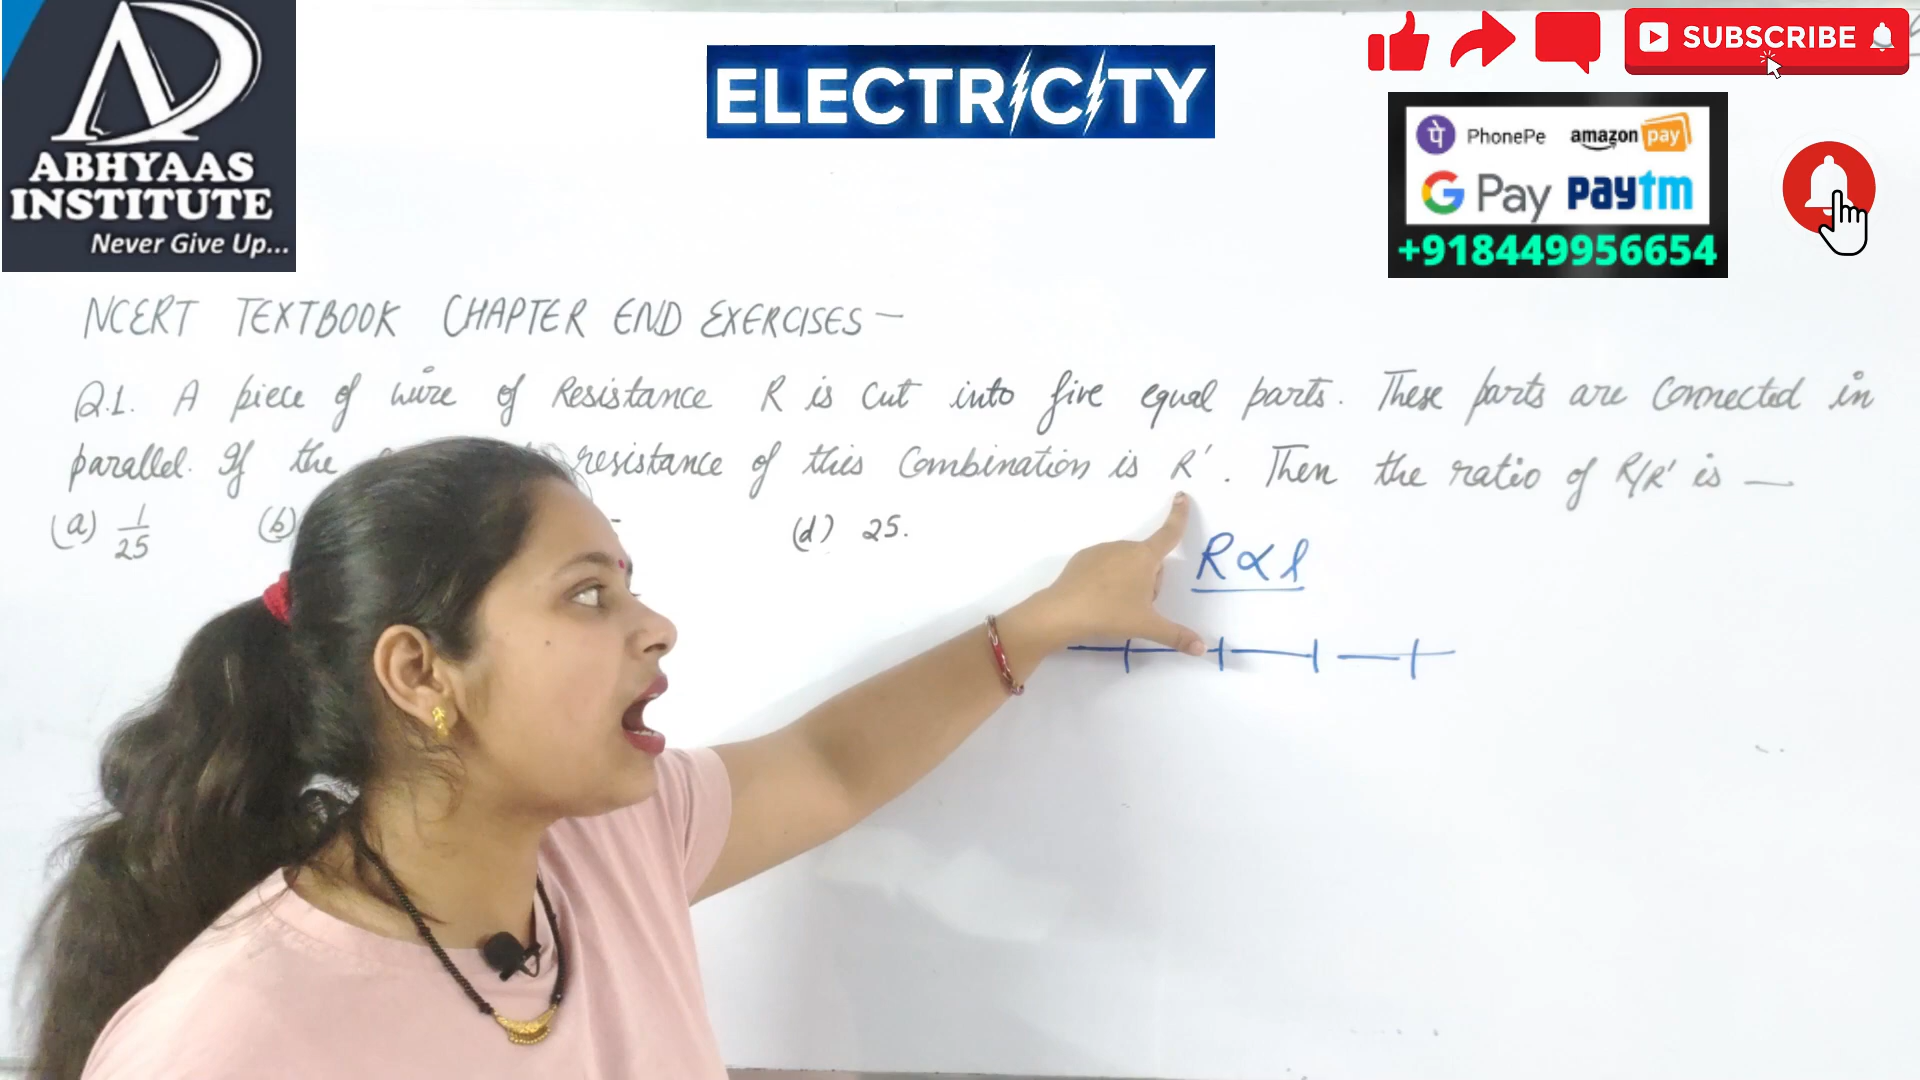 ABHYAAS
INSTITUTE
Never Give Up...
ELECTRICITY
SUBSCRIBE
पे PhonePe amazon pay
G Pay paytm
+918449956654
NCERT TEXTBOOK CHAPTER END EXERCISES —
Q.1. A piece of wire of Resistance R is cut into five equal parts. These parts are connected in
parallel. If the resistance of this Combination is R'. Then the ratio of R/R' is —
(a) 1/25 (b) (d) 25.
R ∝ l